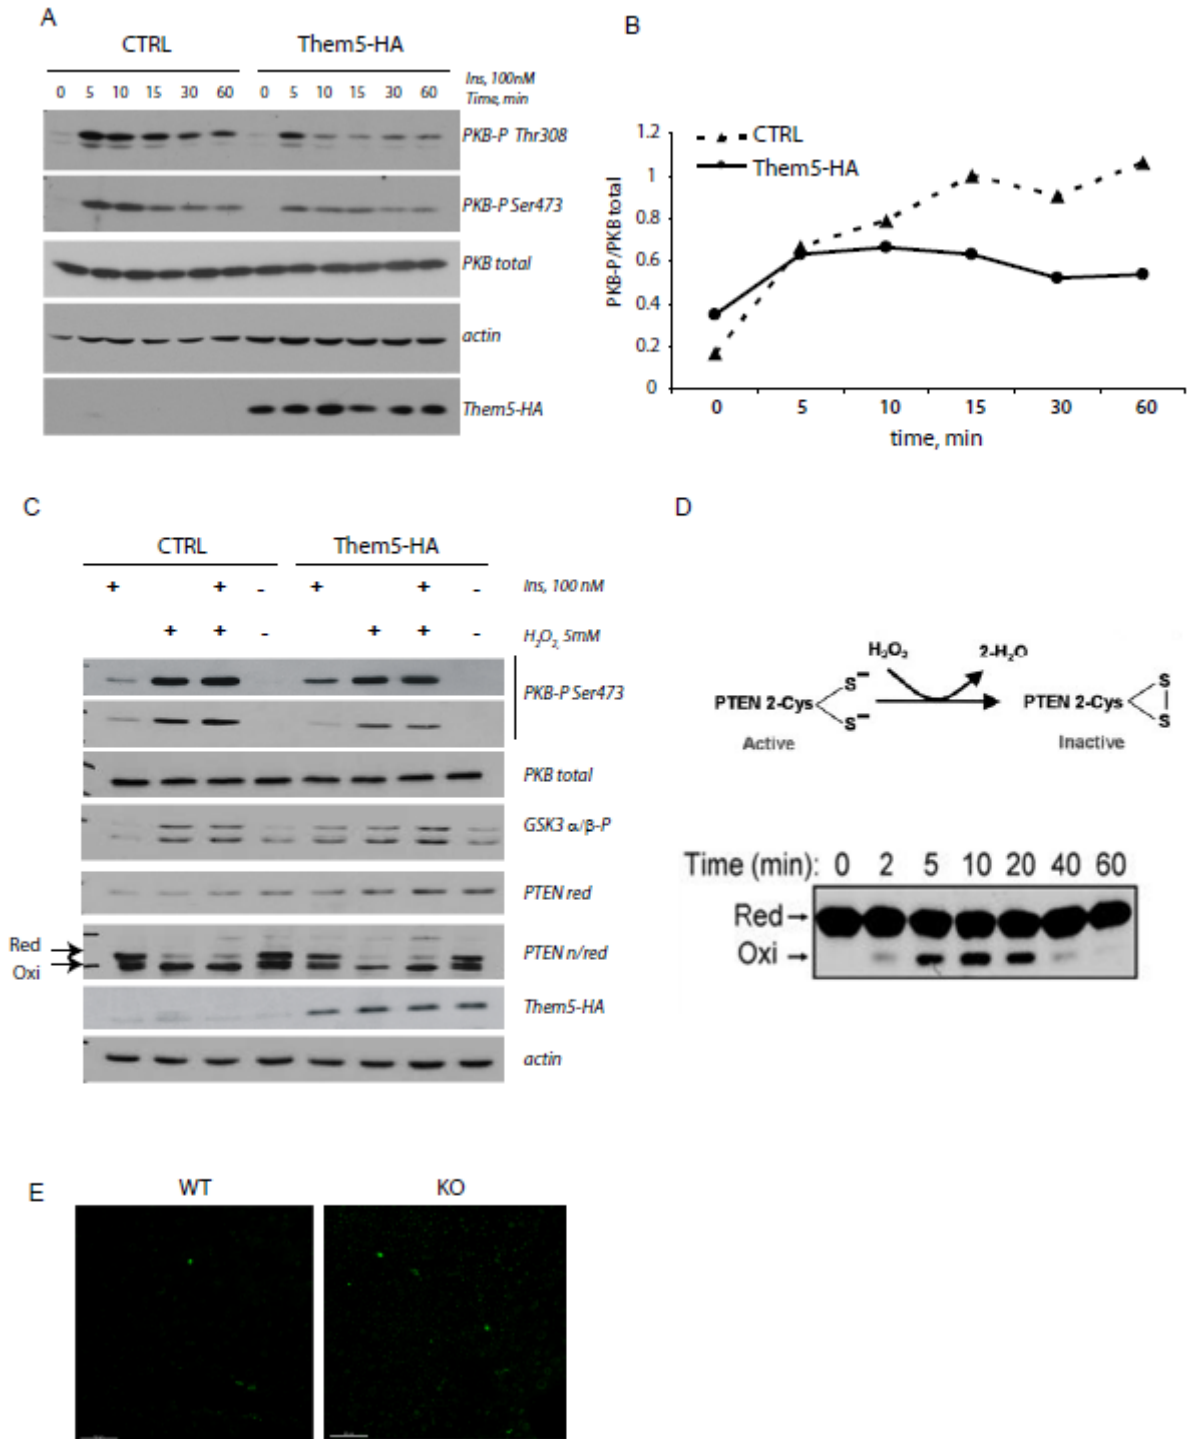 A
CTRL Them5-HA
Ins, 100nM
0 5 10 15 30 60 0 5 10 15 30 60 Time, min
PKB-P Thr308
PKB-P Ser473
PKB total
actin
Them5-HA
B
1.2
1
0.8
0.6
0.4
0.2
0
CTRL
Them5-HA
PKB-P/PKB total
0 5 10 15 30 60
time, min
C
CTRL Them5-HA
+ + - + + - Ins, 100 nM
+ + - + + - H2O2, 5mM
PKB-P Ser473
PKB total
GSK3 α/β-P
PTEN red
Red
Oxi
PTEN n/red
Them5-HA
actin
D
H2O2 2-H2O
PTEN 2-Cys S− S− PTEN 2-Cys S S
Active Inactive
Time (min): 0 2 5 10 20 40 60
Red→
Oxi→
E
WT KO